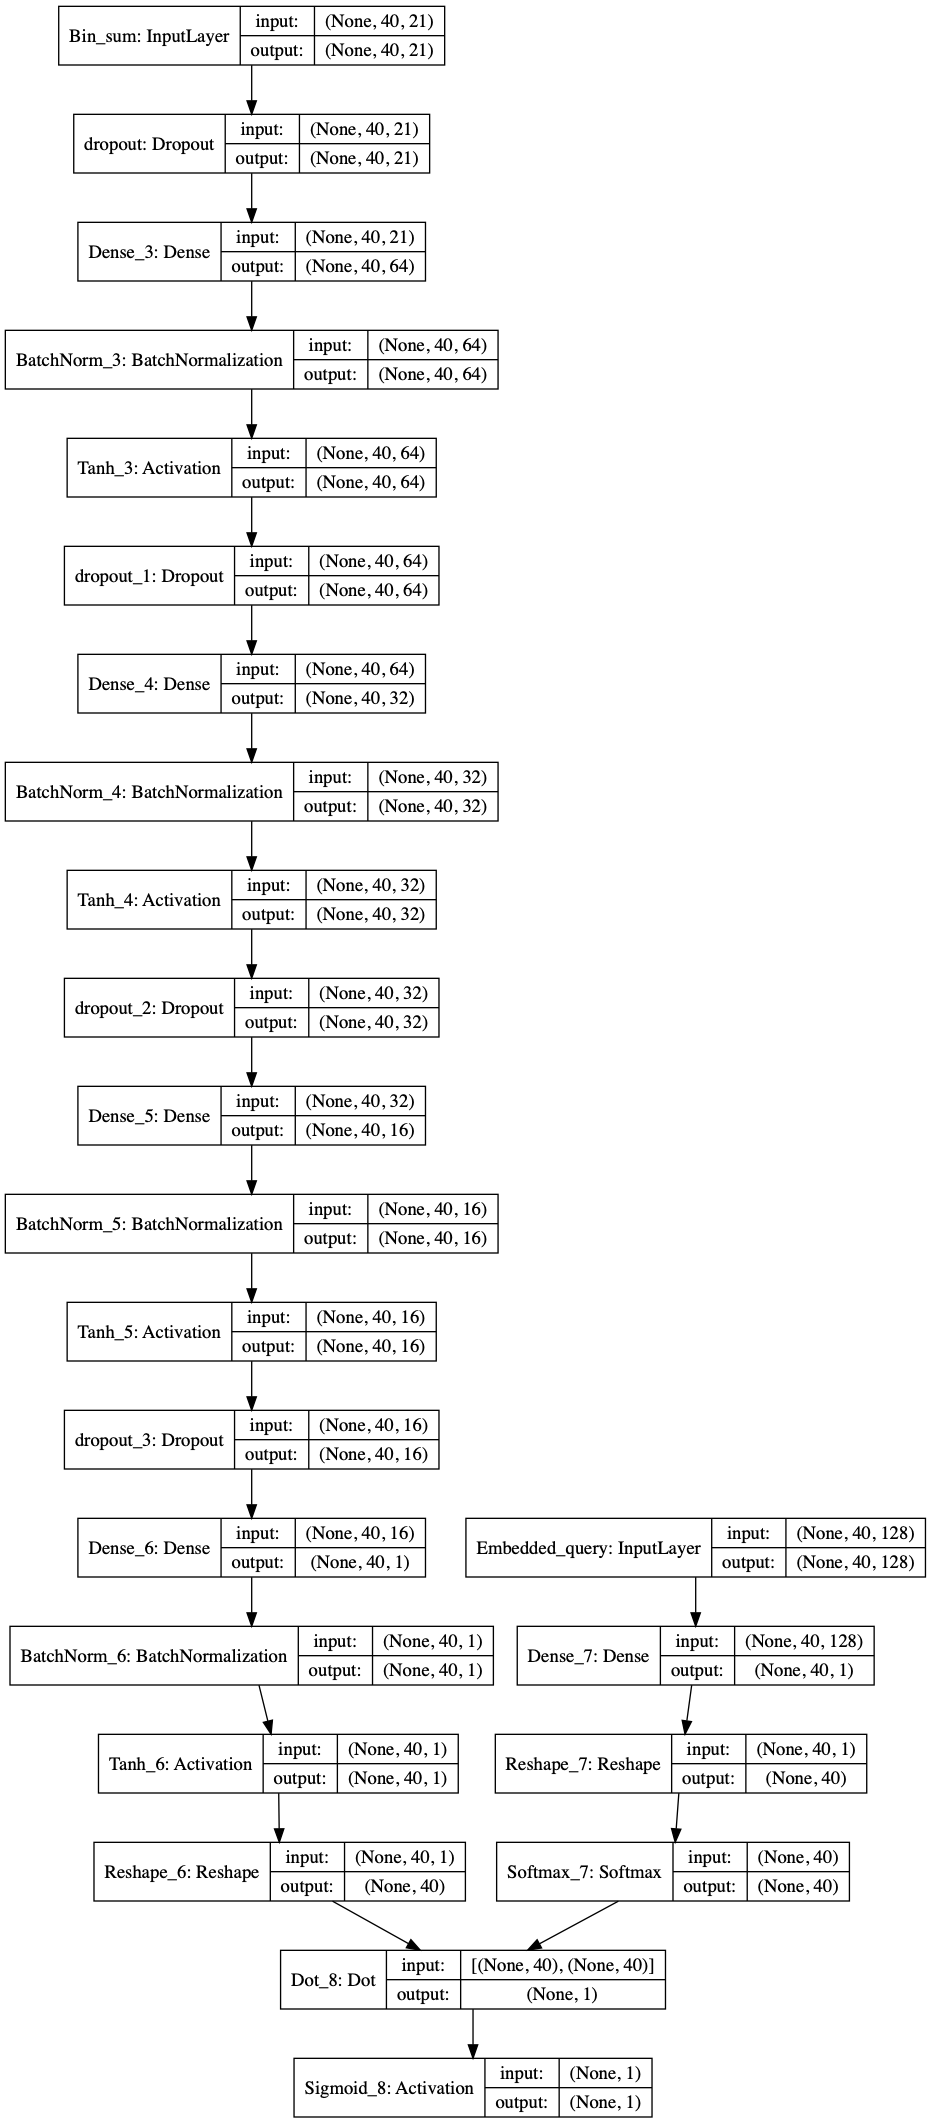 Bin_sum: InputLayer
input: (None, 40, 21)
output: (None, 40, 21)
dropout: Dropout
input: (None, 40, 21)
output: (None, 40, 21)
Dense_3: Dense
input: (None, 40, 21)
output: (None, 40, 64)
BatchNorm_3: BatchNormalization
input: (None, 40, 64)
output: (None, 40, 64)
Tanh_3: Activation
input: (None, 40, 64)
output: (None, 40, 64)
dropout_1: Dropout
input: (None, 40, 64)
output: (None, 40, 64)
Dense_4: Dense
input: (None, 40, 64)
output: (None, 40, 32)
BatchNorm_4: BatchNormalization
input: (None, 40, 32)
output: (None, 40, 32)
Tanh_4: Activation
input: (None, 40, 32)
output: (None, 40, 32)
dropout_2: Dropout
input: (None, 40, 32)
output: (None, 40, 32)
Dense_5: Dense
input: (None, 40, 32)
output: (None, 40, 16)
BatchNorm_5: BatchNormalization
input: (None, 40, 16)
output: (None, 40, 16)
Tanh_5: Activation
input: (None, 40, 16)
output: (None, 40, 16)
dropout_3: Dropout
input: (None, 40, 16)
output: (None, 40, 16)
Dense_6: Dense
input: (None, 40, 16)
output: (None, 40, 1)
Embedded_query: InputLayer
input: (None, 40, 128)
output: (None, 40, 128)
BatchNorm_6: BatchNormalization
input: (None, 40, 1)
output: (None, 40, 1)
Dense_7: Dense
input: (None, 40, 128)
output: (None, 40, 1)
Tanh_6: Activation
input: (None, 40, 1)
output: (None, 40, 1)
Reshape_7: Reshape
input: (None, 40, 1)
output: (None, 40)
Reshape_6: Reshape
input: (None, 40, 1)
output: (None, 40)
Softmax_7: Softmax
input: (None, 40)
output: (None, 40)
Dot_8: Dot
input: [(None, 40), (None, 40)]
output: (None, 1)
Sigmoid_8: Activation
input: (None, 1)
output: (None, 1)